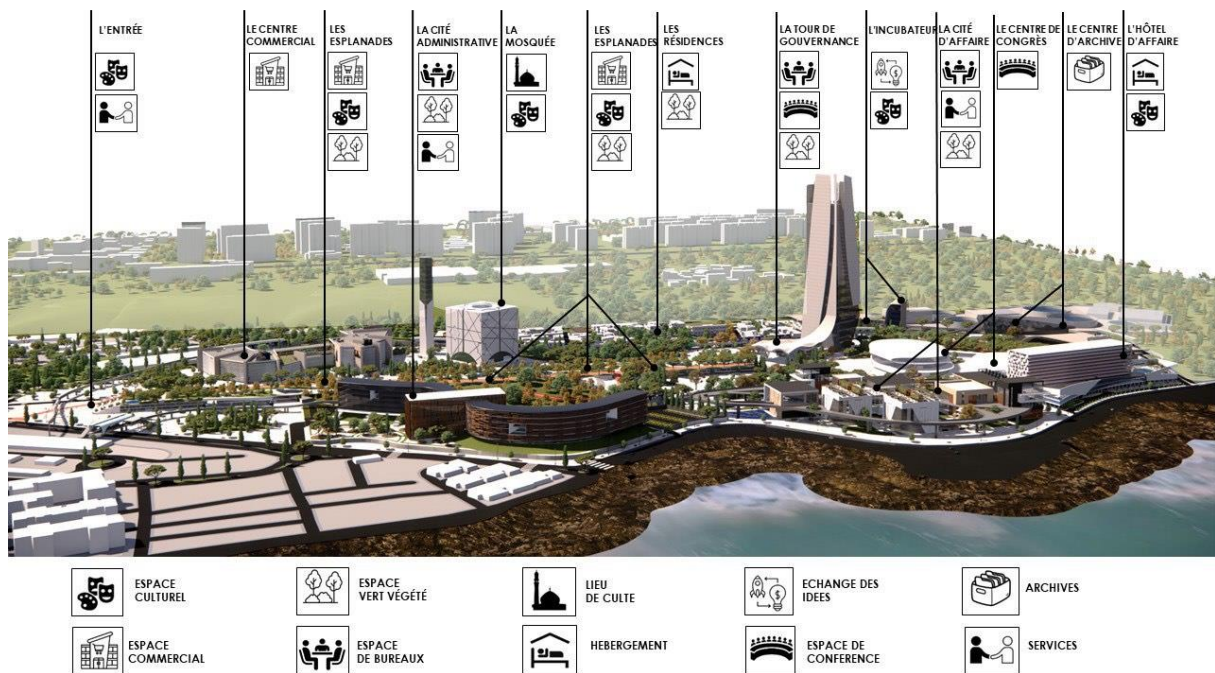 L'ENTRÉE
LE CENTRE
COMMERCIAL
LES
ESPLANADES
LA CITÉ
ADMINISTRATIVE
LA
MOSQUÉE
LES
ESPLANADES
LES
RÉSIDENCES
LA TOUR DE
GOUVERNANCE
L'INCUBATEUR
LA CITÉ
D'AFFAIRE
LE CENTRE DE
CONGRÈS
LE CENTRE
D'ARCHIVE
L'HÔTEL
D'AFFAIRE
ESPACE
CULTUREL
ESPACE
VERT VÉGÉTÉ
LIEU
DE CULTE
ECHANGE DES
IDEES
ARCHIVES
ESPACE
COMMERCIAL
ESPACE
DE BUREAUX
HEBERGEMENT
ESPACE DE
CONFERENCE
SERVICES